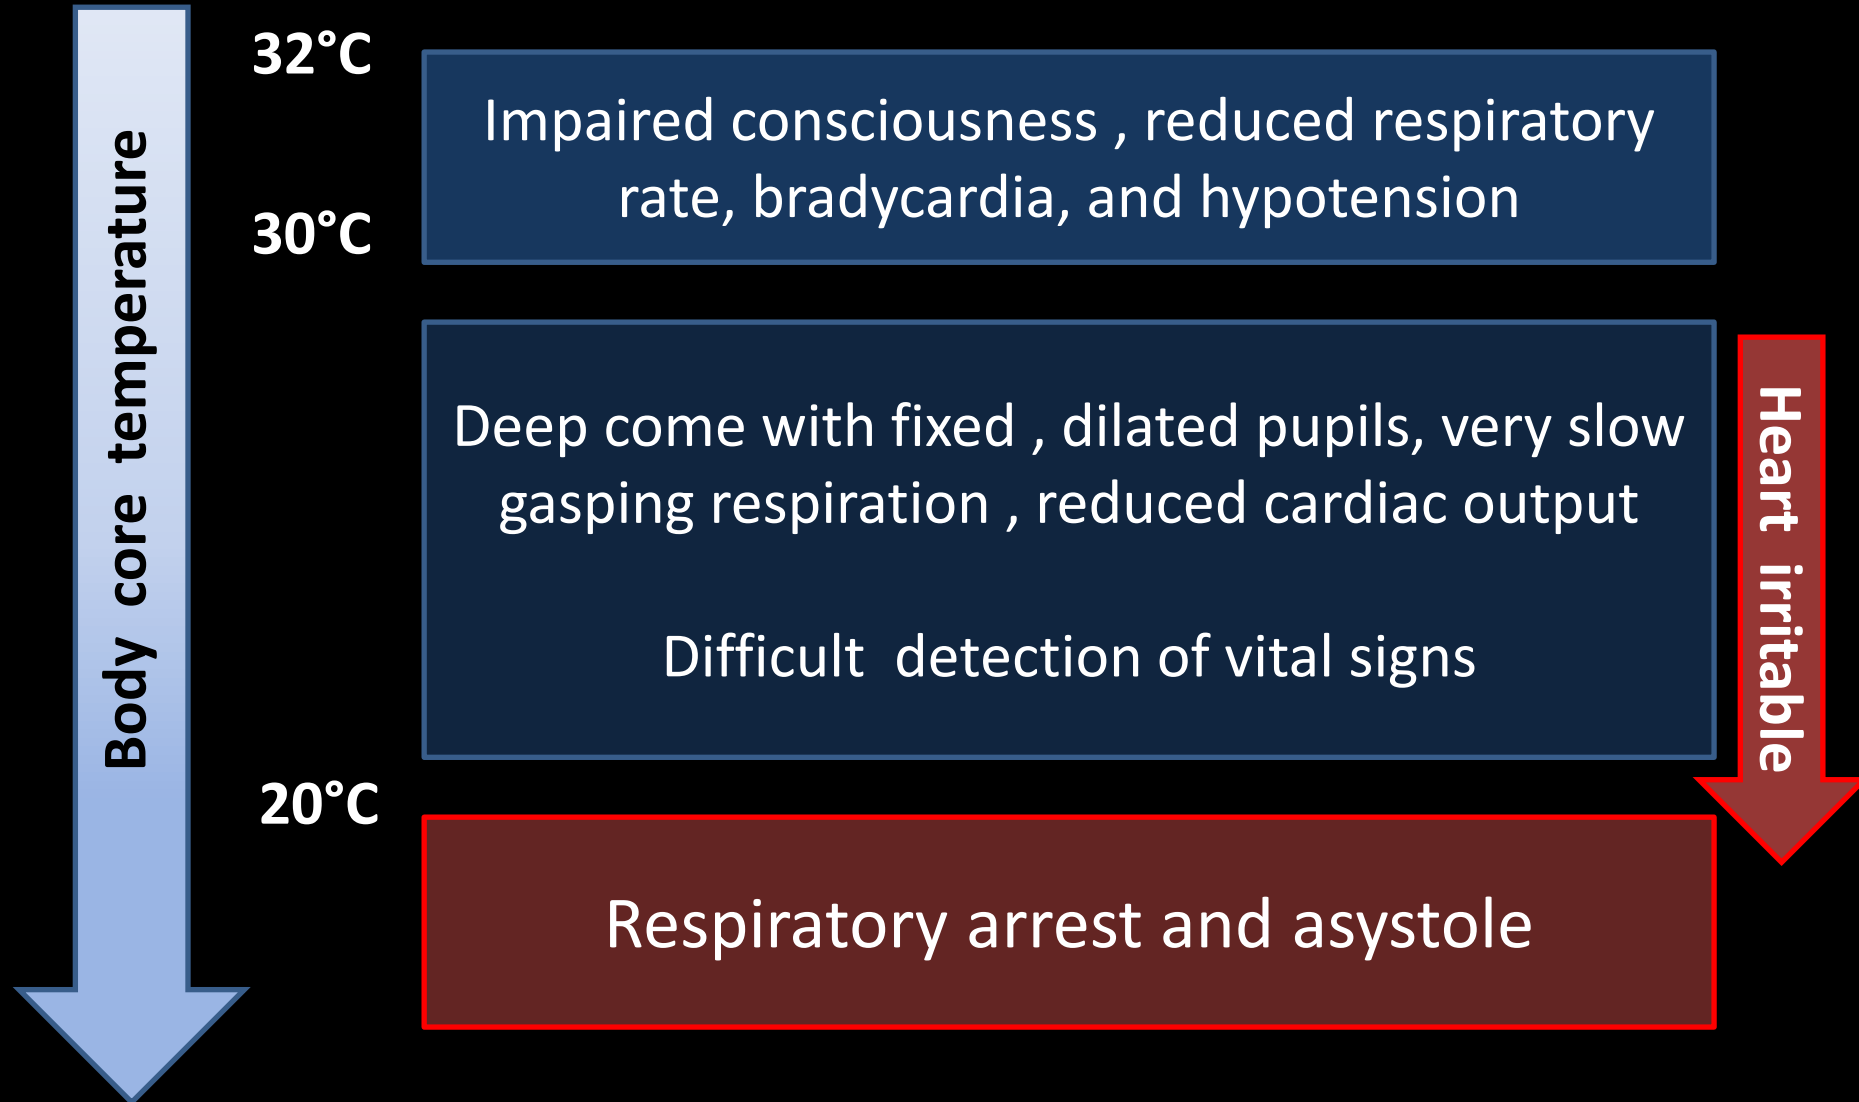 32°C
Impaired consciousness , reduced respiratory
rate, bradycardia, and hypotension
30°C
Deep come with fixed , dilated pupils, very slow
gasping respiration , reduced cardiac output
Difficult detection of vital signs
20°C
Respiratory arrest and asystole
Body core temperature
Heart irritable